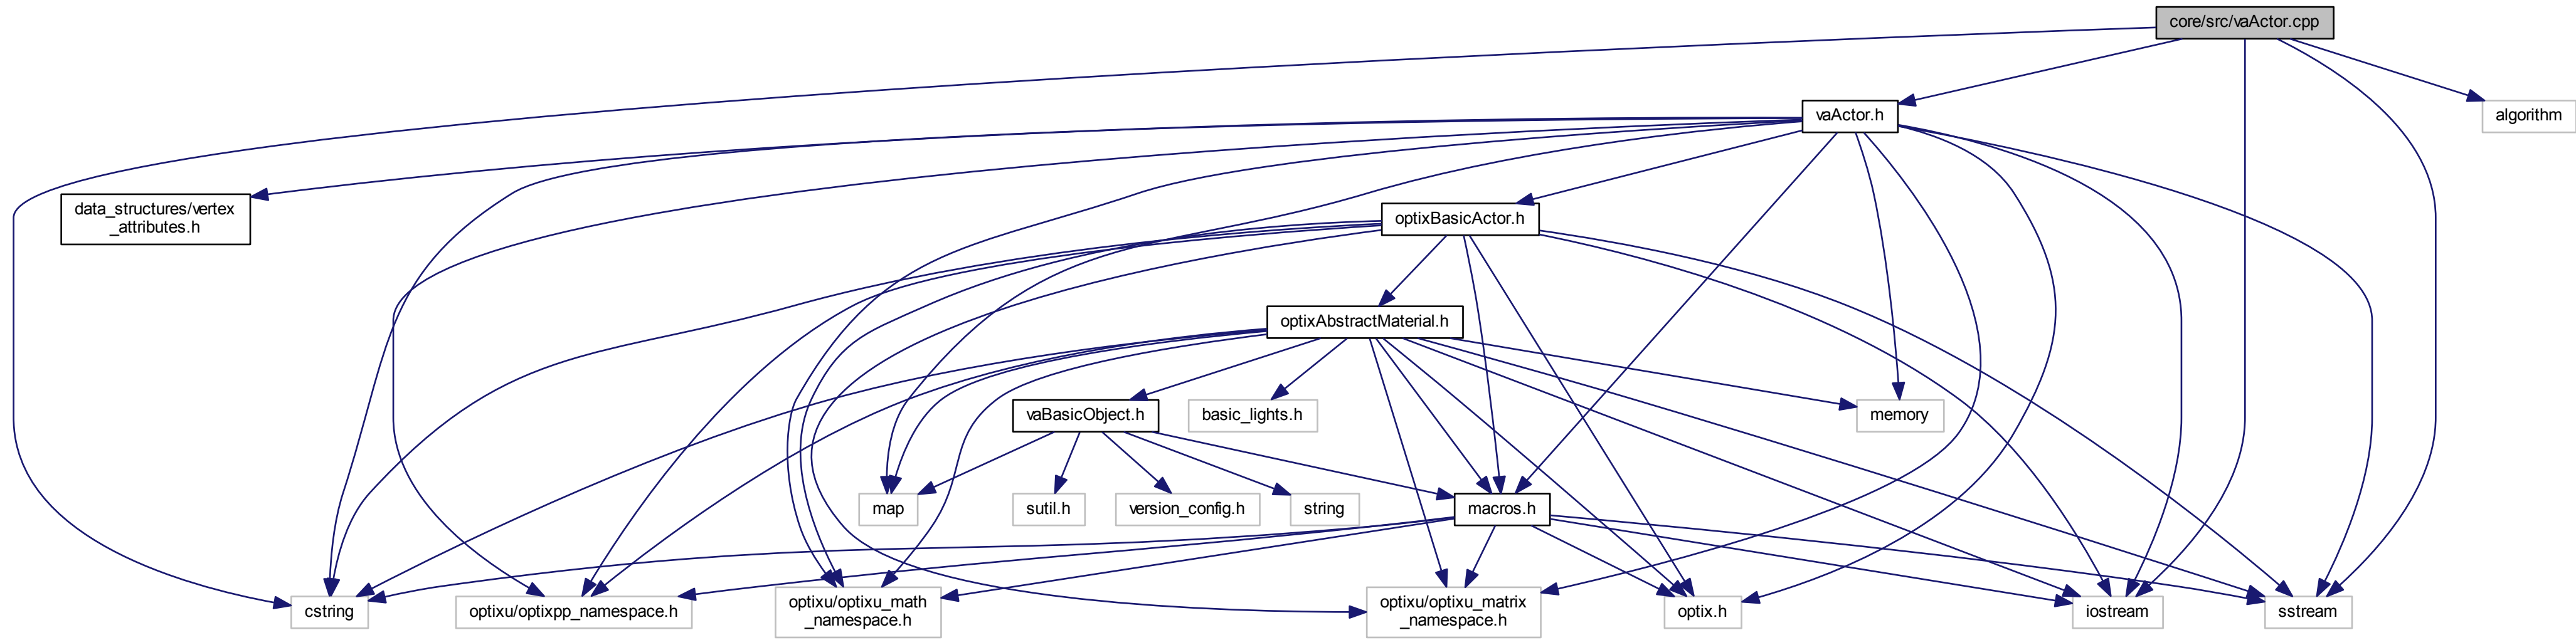 core/src/vaActor.cpp
vaActor.h
algorithm
data_structures/vertex
_attributes.h
optixBasicActor.h
optixAbstractMaterial.h
vaBasicObject.h
basic_lights.h
memory
map
sutil.h
version_config.h
string
macros.h
cstring
optixu/optixpp_namespace.h
optixu/optixu_math
_namespace.h
optixu/optixu_matrix
_namespace.h
optix.h
iostream
sstream